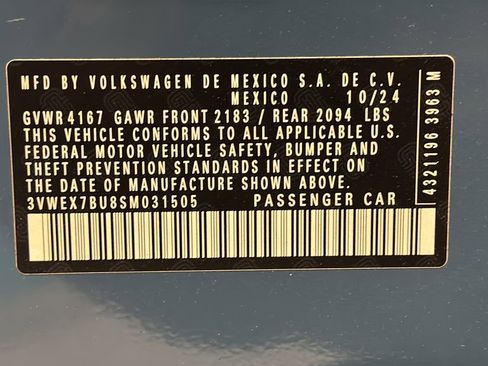 MFD BY VOLKSWAGEN DE MEXICO S.A. DE C.V.
MEXICO 10/24
GVWR 4167 GAWR FRONT 2183 / REAR 2094 LBS
THIS VEHICLE CONFORMS TO ALL APPLICABLE U.S.
FEDERAL MOTOR VEHICLE SAFETY, BUMPER AND
THEFT PREVENTION STANDARDS IN EFFECT ON
THE DATE OF MANUFACTURE SHOWN ABOVE.
3VWEX7BU8SM031505 PASSENGER CAR
4321196 3963 M